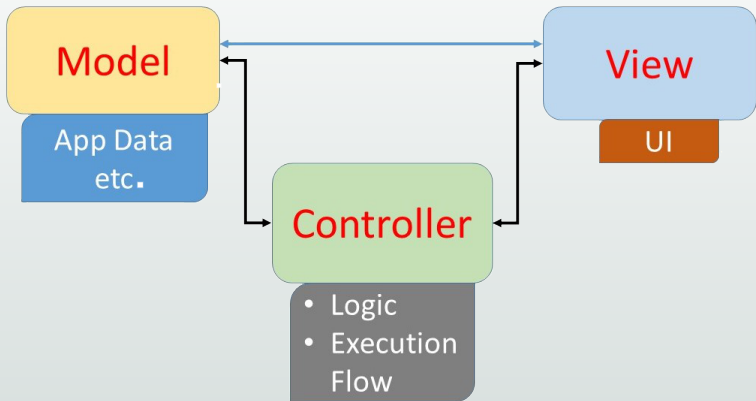 Model
View
App Data
etc.
UI
Controller
• Logic
• Execution
Flow